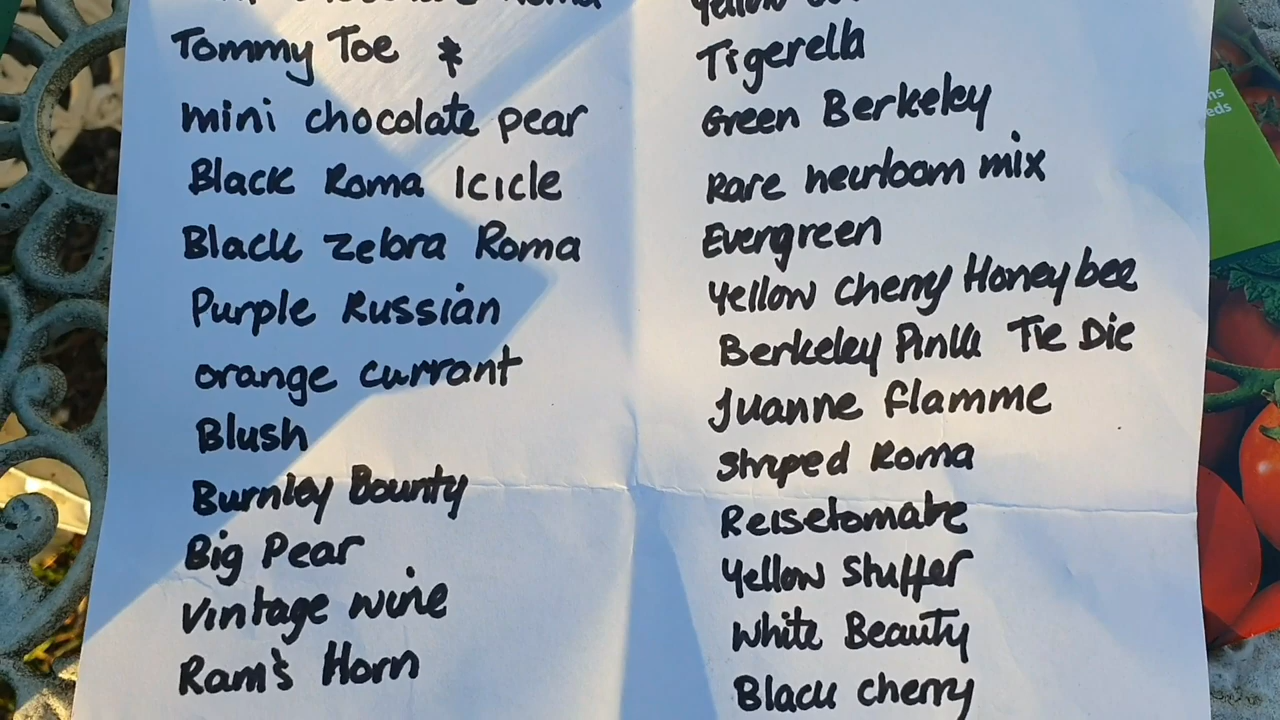 Tommy Toe *
mini chocolate pear
Black Roma Icicle
Black Zebra Roma
Purple Russian
orange currant
Blush
Burnley Bounty
Big Pear
Vintage wine
Ram's Horn
Yellow
Tigerella
Green Berkeley
Rare heirloom mix
Evergreen
Yellow cherry Honeybee
Berkeley Pink Tie Die
Juanne flamme
Striped Roma
Reisetomate
Yellow Stuffer
White Beauty
Black cherry